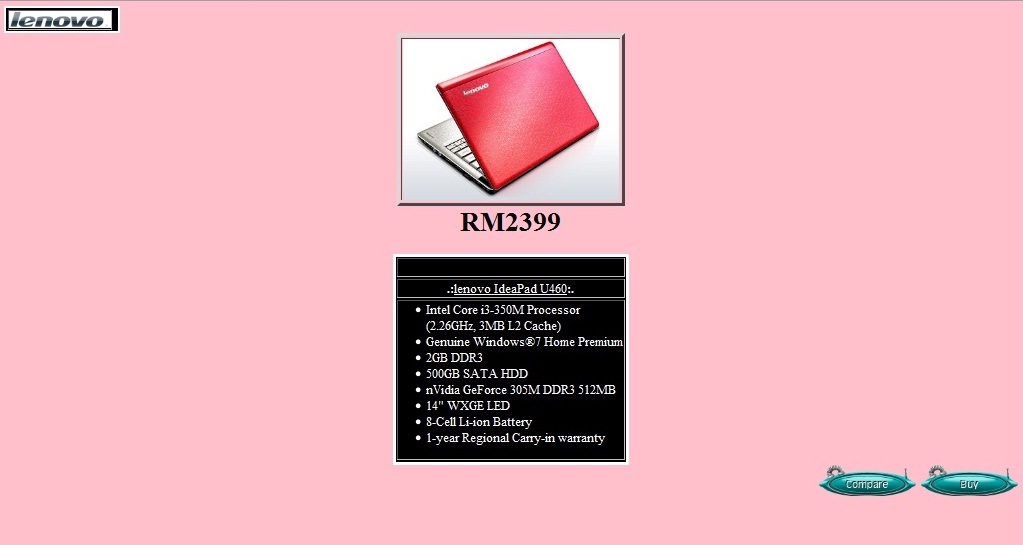 lenovo
lenovo
RM2399
.:lenovo IdeaPad U460:.
Intel Core i3-350M Processor
(2.26GHz, 3MB L2 Cache)
Genuine Windows®7 Home Premium
2GB DDR3
500GB SATA HDD
nVidia GeForce 305M DDR3 512MB
14" WXGE LED
8-Cell Li-ion Battery
1-year Regional Carry-in warranty
Compare
Buy